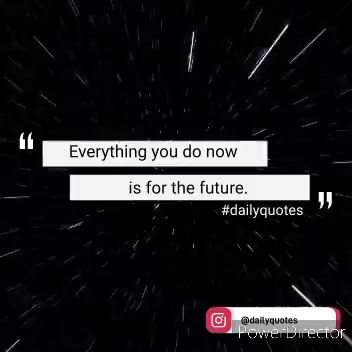 “
Everything you do now
is for the future.
”
#dailyquotes
@dailyquotes
PowerDirector